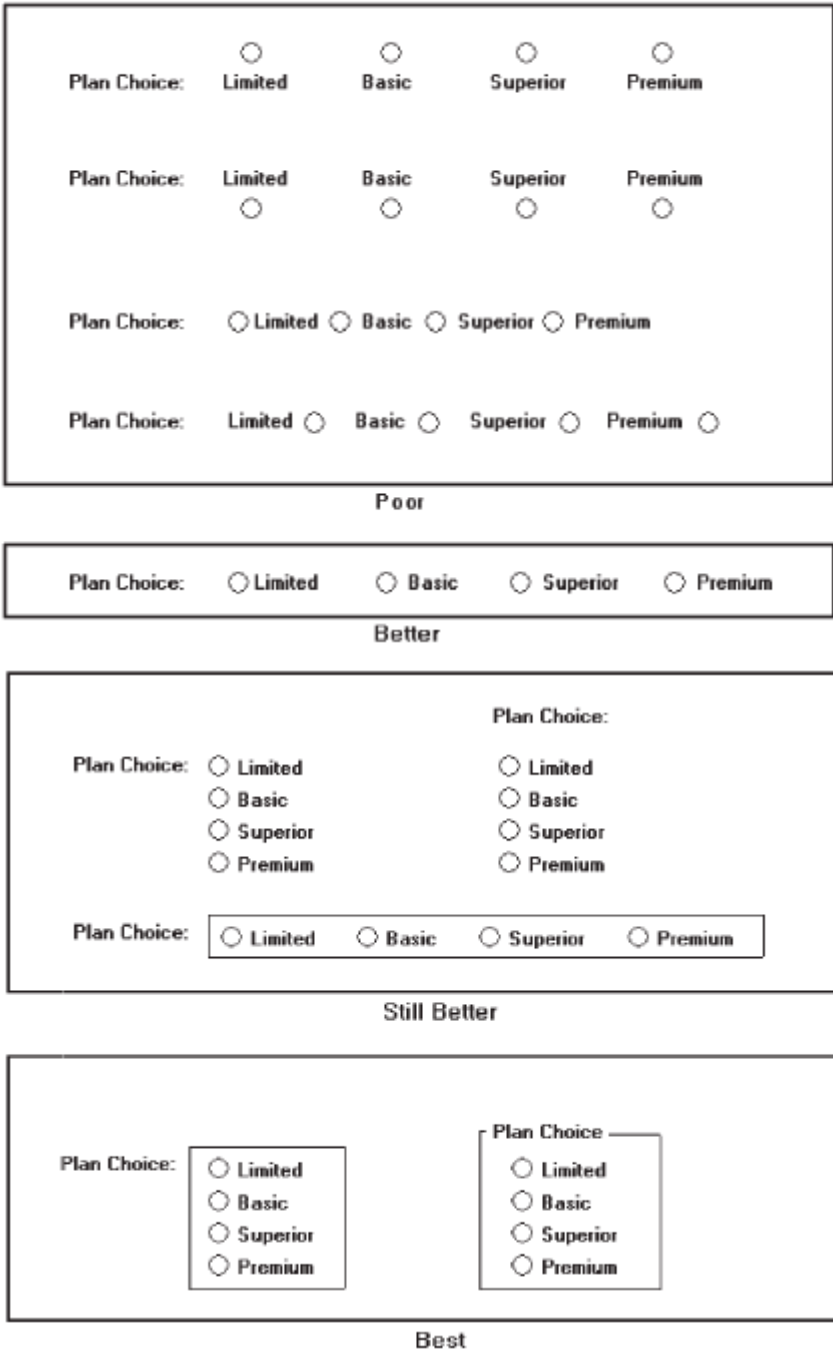 Plan Choice: Limited Basic Superior Premium
Plan Choice: Limited Basic Superior Premium
Plan Choice: Limited Basic Superior Premium
Plan Choice: Limited Basic Superior Premium
Poor
Plan Choice: Limited Basic Superior Premium
Better
Plan Choice:
Plan Choice: Limited Limited
Basic Basic
Superior Superior
Premium Premium
Plan Choice: Limited Basic Superior Premium
Still Better
Plan Choice
Plan Choice: Limited Limited
Basic Basic
Superior Superior
Premium Premium
Best